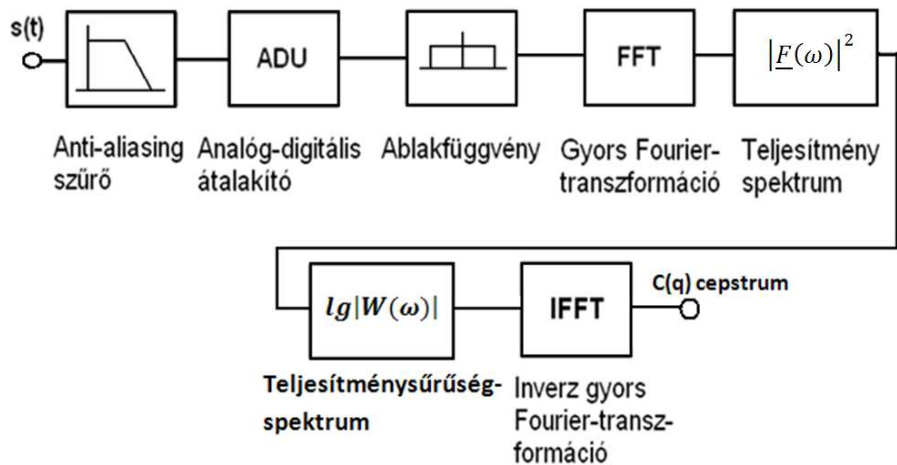 s(t)
ADU
FFT
|F(ω)|²
Anti-aliasing
szűrő
Analóg-digitális
átalakító
Ablakfüggvény
Gyors Fourier-
transzformáció
Teljesítmény
spektrum
lg|W(ω)|
IFFT
C(q) cepstrum
Teljesítménysűrűség-
spektrum
Inverz gyors
Fourier-transz-
formáció